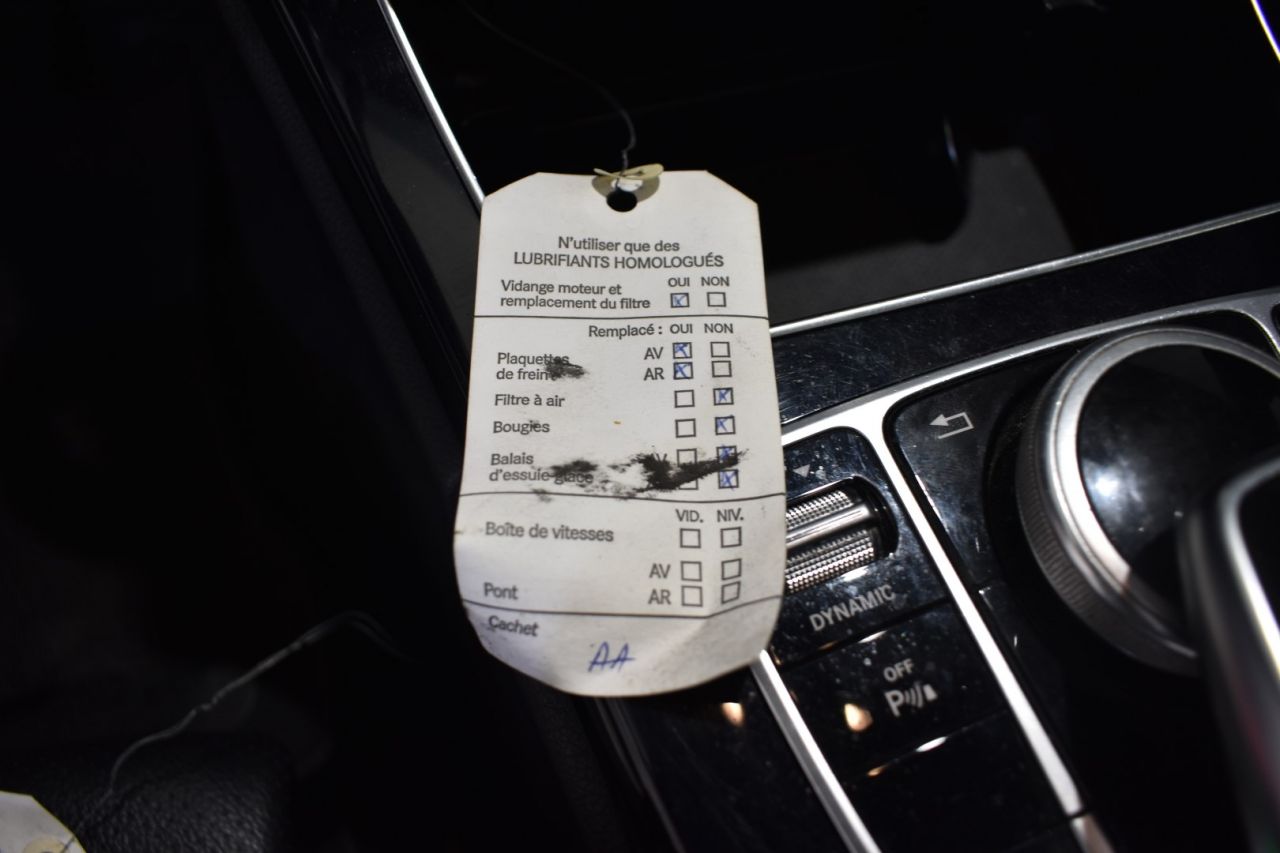 N'utiliser que des
LUBRIFIANTS HOMOLOGUÉS
OUI NON
Vidange moteur et
remplacement du filtre
Remplacé : OUI NON
Plaquettes AV
de frein AR
Filtre à air
Bougies
Balais AV
d'essuie-glace
VID. NIV.
Boîte de vitesses
AV
Pont AR
Cachet
AA
DYNAMIC
OFF
P